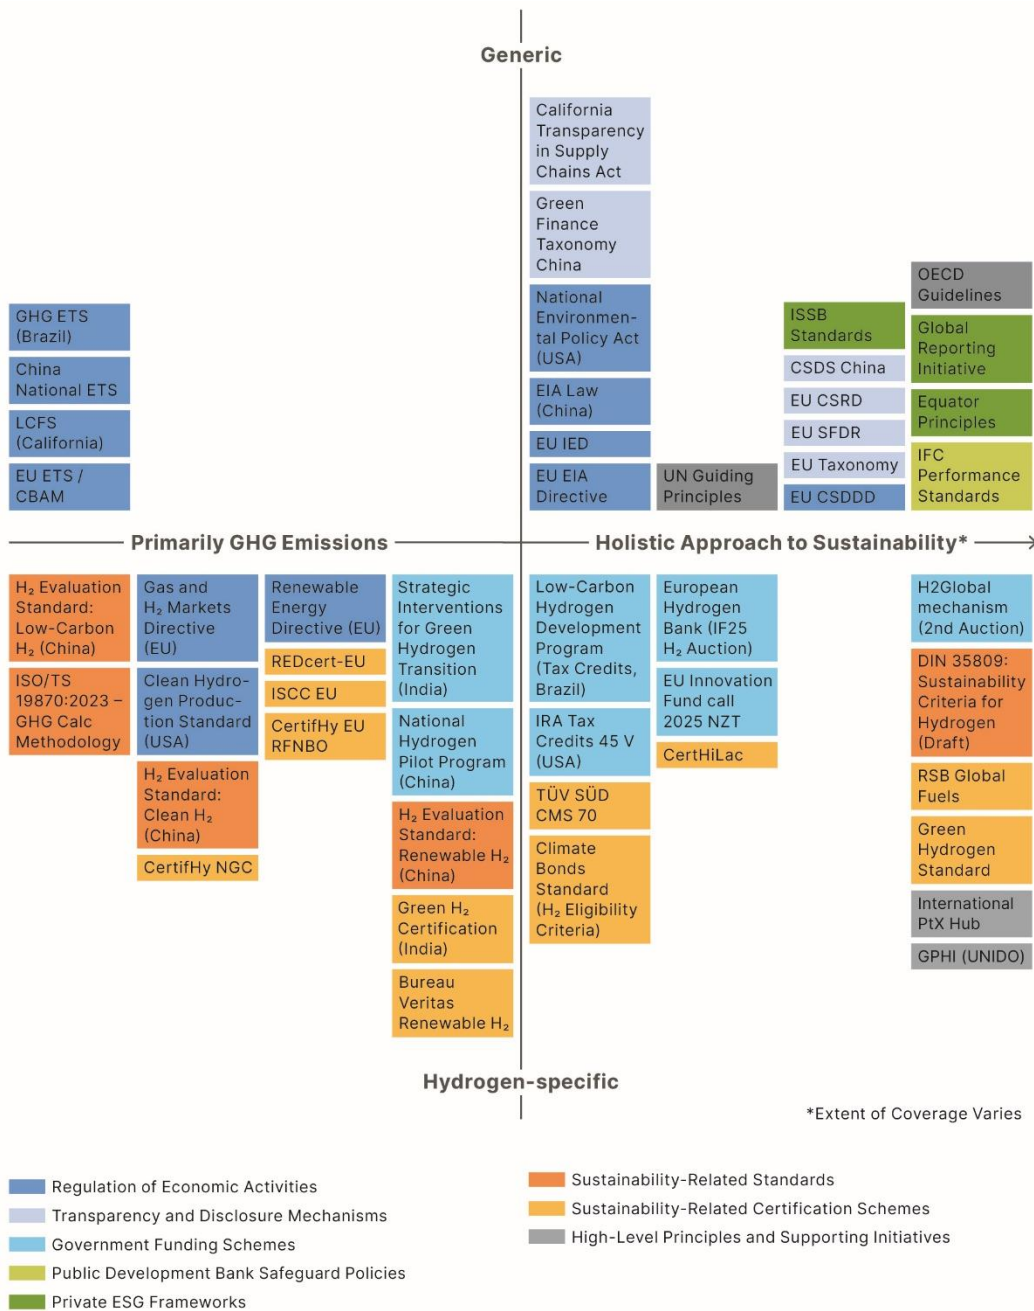 Generic
California
Transparency
in Supply
Chains Act
Green
Finance
Taxonomy
China
National
Environmen-
tal Policy Act
(USA)
EIA Law
(China)
EU IED
EU EIA
Directive
GHG ETS
(Brazil)
China
National ETS
LCFS
(California)
EU ETS /
CBAM
UN Guiding
Principles
ISSB
Standards
CSDS China
EU CSRD
EU SFDR
EU Taxonomy
EU CSDDD
OECD
Guidelines
Global
Reporting
Initiative
Equator
Principles
IFC
Performance
Standards
Primarily GHG Emissions
Holistic Approach to Sustainability*
H₂ Evaluation
Standard:
Low-Carbon
H₂ (China)
ISO/TS
19870:2023 –
GHG Calc
Methodology
Gas and
H₂ Markets
Directive
(EU)
Clean Hydro-
gen Produc-
tion Standard
(USA)
H₂ Evaluation
Standard:
Clean H₂
(China)
CertifHy NGC
Renewable
Energy
Directive (EU)
REDcert-EU
ISCC EU
CertifHy EU
RFNBO
Strategic
Interventions
for Green
Hydrogen
Transition
(India)
National
Hydrogen
Pilot Program
(China)
H₂ Evaluation
Standard:
Renewable H₂
(China)
Green H₂
Certification
(India)
Bureau
Veritas
Renewable H₂
Low-Carbon
Hydrogen
Development
Program
(Tax Credits,
Brazil)
IRA Tax
Credits 45 V
(USA)
TÜV SÜD
CMS 70
Climate
Bonds
Standard
(H₂ Eligibility
Criteria)
European
Hydrogen
Bank (IF25
H₂ Auction)
EU Innovation
Fund call
2025 NZT
CertHiLac
H2Global
mechanism
(2nd Auction)
DIN 35809:
Sustainability
Criteria for
Hydrogen
(Draft)
RSB Global
Fuels
Green
Hydrogen
Standard
International
PtX Hub
GPHI (UNIDO)
Hydrogen-specific
*Extent of Coverage Varies
Regulation of Economic Activities
Transparency and Disclosure Mechanisms
Government Funding Schemes
Public Development Bank Safeguard Policies
Private ESG Frameworks
Sustainability-Related Standards
Sustainability-Related Certification Schemes
High-Level Principles and Supporting Initiatives